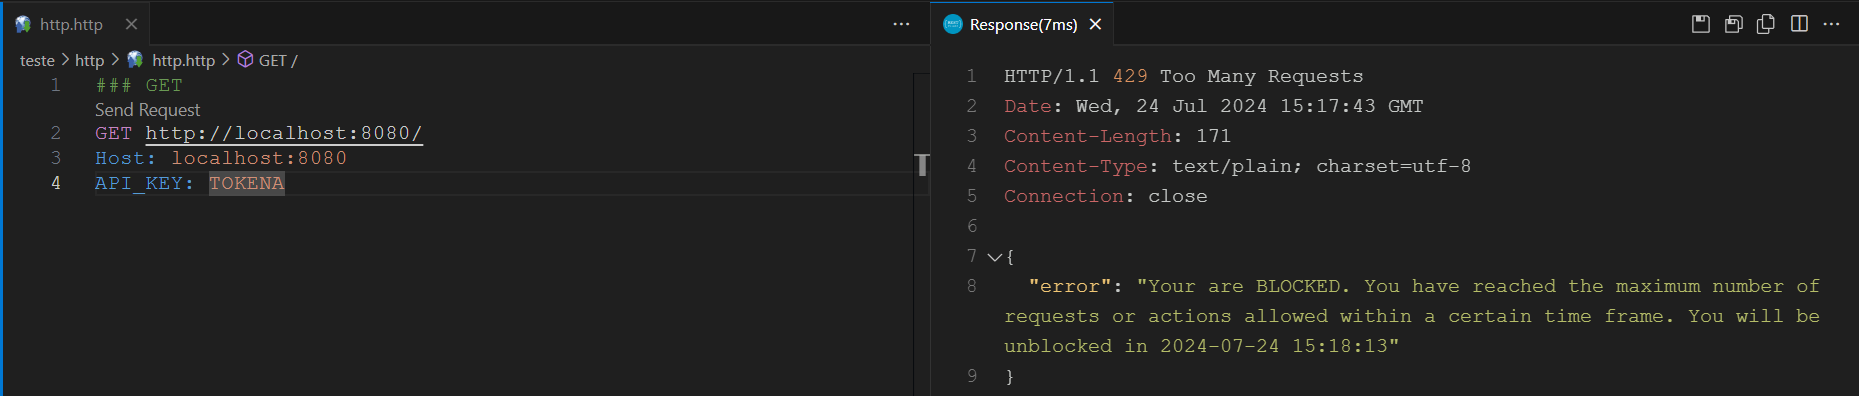 http.http
teste > http > http.http > GET /
1 ### GET
Send Request
2 GET http://localhost:8080/
3 Host: localhost:8080
4 API_KEY: TOKENA
Response(7ms)
1 HTTP/1.1 429 Too Many Requests
2 Date: Wed, 24 Jul 2024 15:17:43 GMT
3 Content-Length: 171
4 Content-Type: text/plain; charset=utf-8
5 Connection: close
6
7 {
8 "error": "Your are BLOCKED. You have reached the maximum number of
requests or actions allowed within a certain time frame. You will be
unblocked in 2024-07-24 15:18:13"
9 }